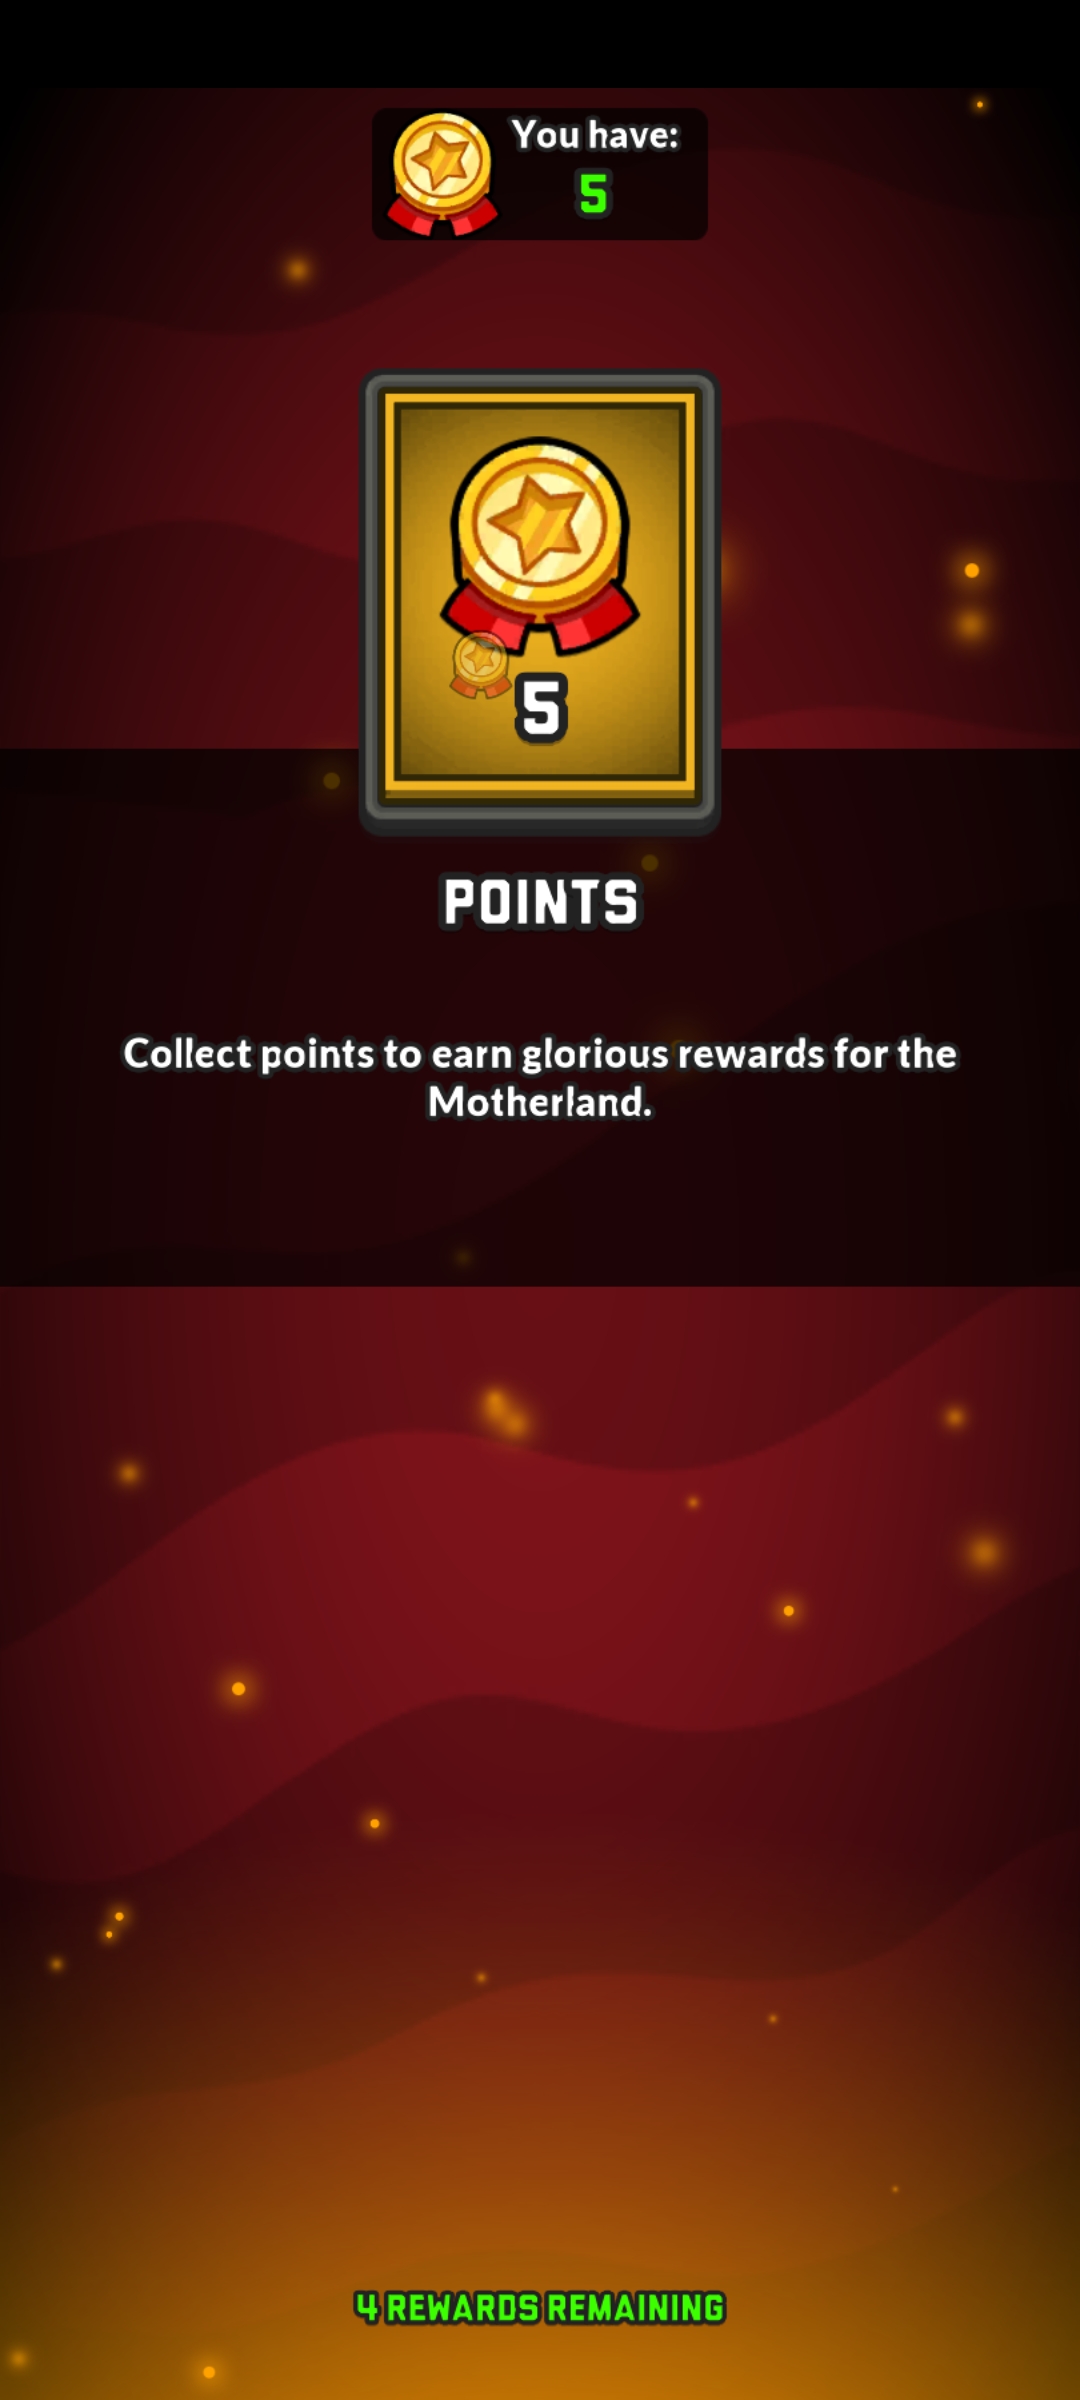 You have:
5
5
POINTS
Collect points to earn glorious rewards for the
Motherland.
4 REWARDS REMAINING